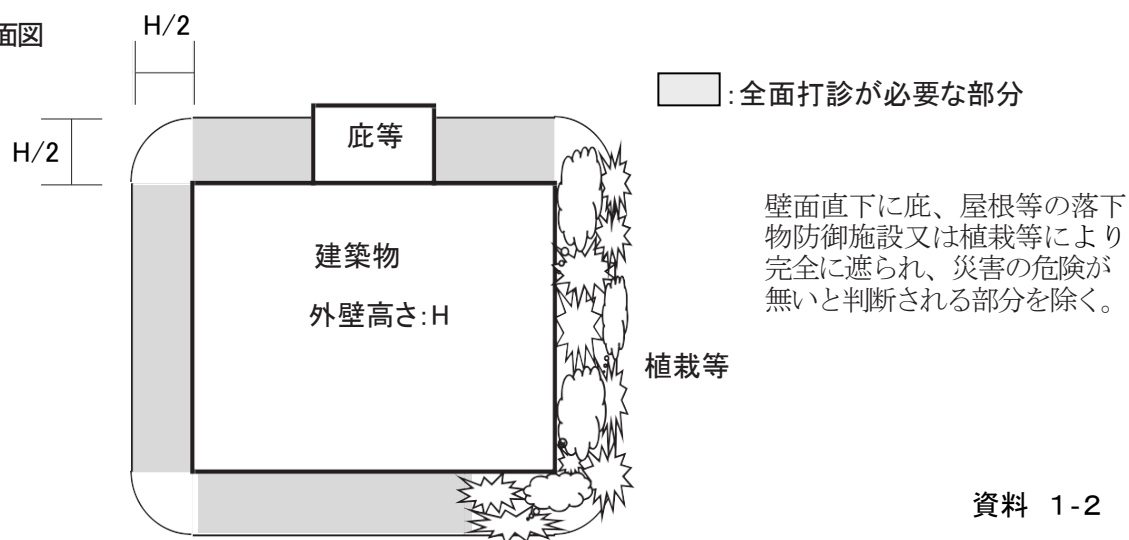 面図
H/2
H/2
庇等
：全面打診が必要な部分
建築物
外壁高さ：H
壁面直下に庇、屋根等の落下
物防御施設又は植栽等により
完全に遮られ、災害の危険が
無いと判断される部分を除く。
植栽等
資料 1-2